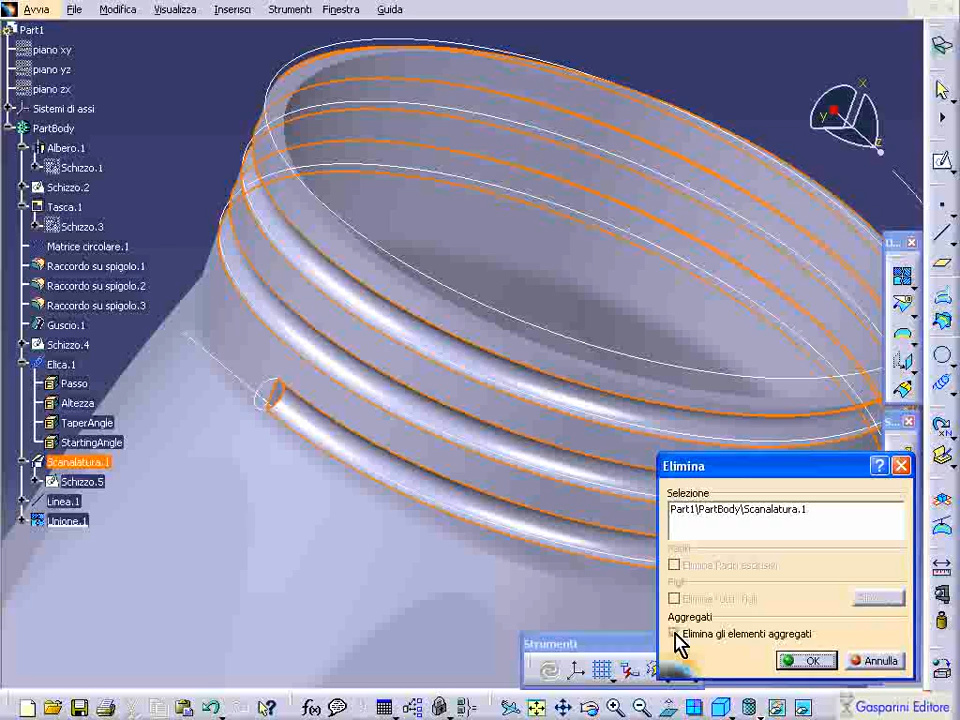 Avvia File Modifica Visualizza Inserisci Strumenti Finestra Guida
Part1
piano xy
piano yz
piano zx
Sistemi di assi
PartBody
Albero.1
Schizzo.1
Schizzo.2
Tasca.1
Schizzo.3
Matrice circolare.1
Raccordo su spigolo.1
Raccordo su spigolo.2
Raccordo su spigolo.3
Guscio.1
Schizzo.4
Elica.1
Passo
Altezza
TaperAngle
StartingAngle
Scanalatura.1
Schizzo.5
Linea.1
Unione.1
x
y
z
D...
S...
Elimina
Selezione
Part1\PartBody\Scanalatura.1
Aggregati
Elimina gli elementi aggregati
OK Annulla
Strumenti
Gasparini Editore